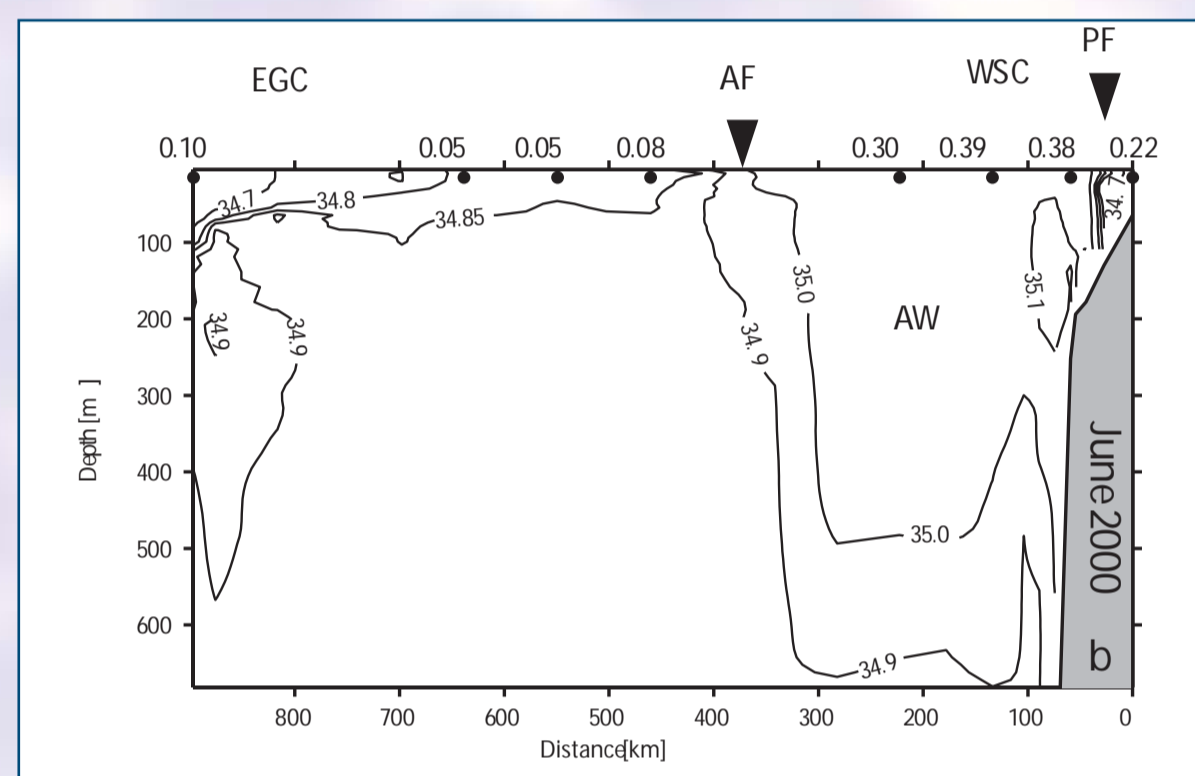 PF
EGC AF WSC
0.10 0.05 0.05 0.08 0.30 0.39 0.38 0.22
34.7 34.8 34.85 34.7
100
35.0 35.1
200 34.9 34.9 34.9 AW
300
Depth[m]
400
500 35.0
600
34.9
June 2000
b
800 700 600 500 400 300 200 100 0
Distance[km]